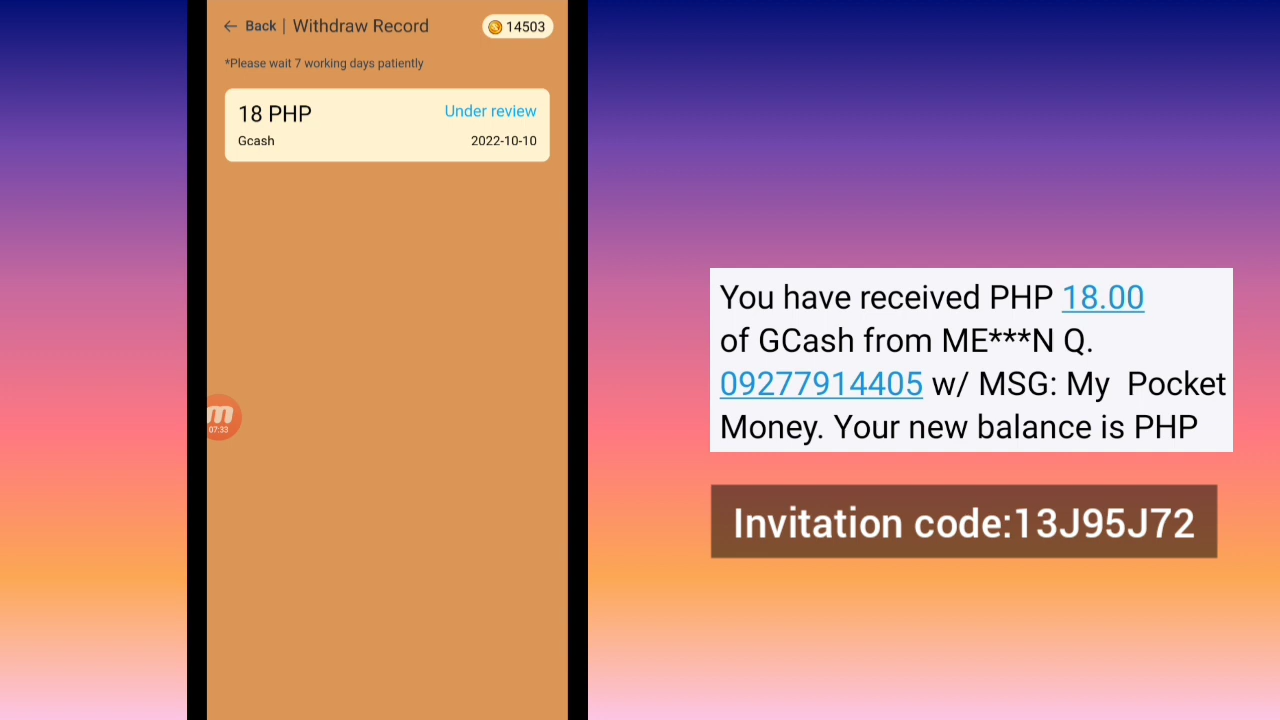 ← Back | Withdraw Record
14503
*Please wait 7 working days patiently
18 PHP
Under review
Gcash
2022-10-10
07:33
You have received PHP 18.00
of GCash from ME***N Q.
09277914405 w/ MSG: My  Pocket
Money. Your new balance is PHP
Invitation code:13J95J72